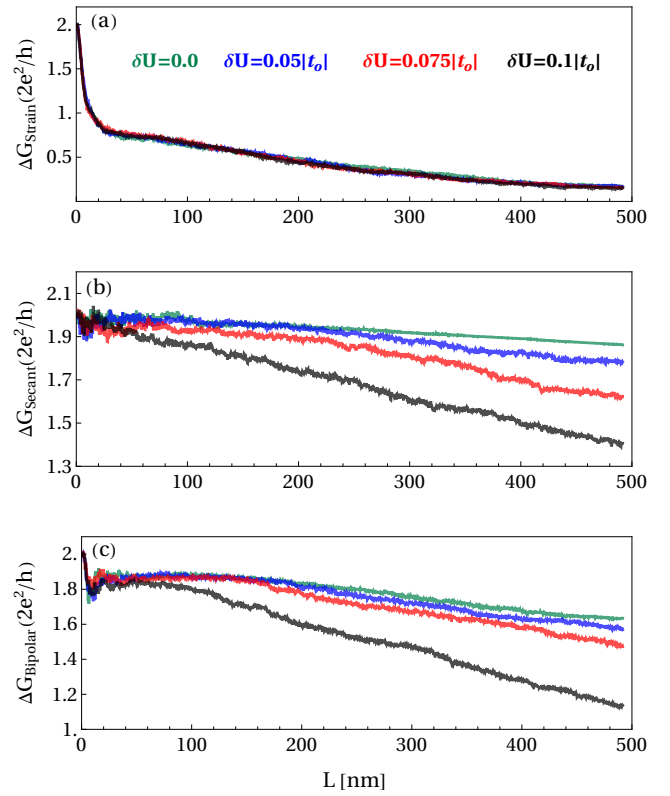 (a)
δU=0.0 δU=0.05|t₀| δU=0.075|t₀| δU=0.1|t₀|
ΔG_Strain(2e²/h)
2.
1.5
1.
0.5
0 100 200 300 400 500
(b)
ΔG_Secant(2e²/h)
2.1
1.9
1.7
1.5
1.3
0 100 200 300 400 500
(c)
ΔG_Bipolar(2e²/h)
2.
1.8
1.6
1.4
1.2
1.
0 100 200 300 400 500
L [nm]